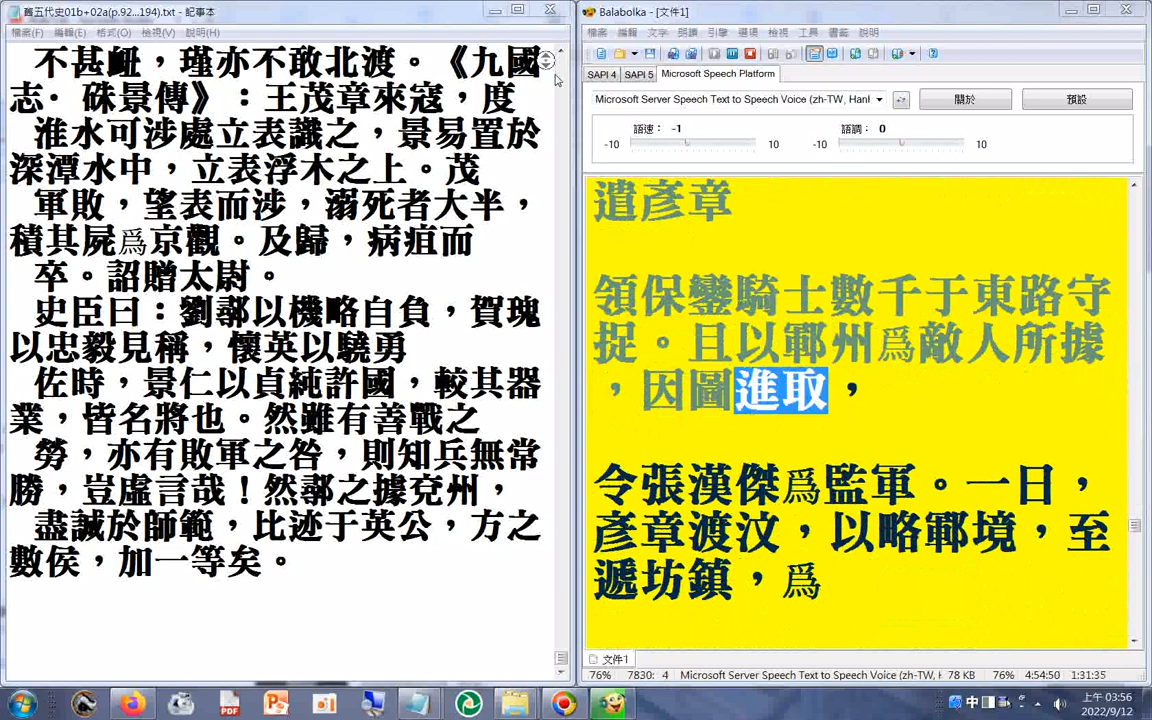 舊五代史01b+02a(p.92...194).txt - 記事本
檔案(F) 編輯(E) 格式(O) 檢視(V) 說明(H)
不甚衄，瑾亦不敢北渡。《九國
志·硃景傳》：王茂章來寇，度
淮水可涉處立表識之，景易置於
深潭水中，立表浮木之上。茂
軍敗，望表而涉，溺死者大半，
積其屍爲京觀。及歸，病疽而
卒。詔贈太尉。
史臣曰：劉鄩以機略自負，賀瑰
以忠毅見稱，懷英以驍勇
佐時，景仁以貞純許國，較其器
業，皆名將也。然雖有善戰之
勞，亦有敗軍之咎，則知兵無常
勝，豈虛言哉！然鄩之據兗州，
盡誠於師範，比迹于英公，方之
數侯，加一等矣。
Balabolka - [文件1]
檔案 編輯 文字 朗讀 引擎 選項 檢視 工具 書籤 說明
SAPI 4 SAPI 5 Microsoft Speech Platform
Microsoft Server Speech Text to Speech Voice (zh-TW, Hanl 關於 預設
語速： -1 語調： 0
-10 10 -10 10
遣彥章
領保鑾騎士數千于東路守
捉。且以鄆州爲敵人所據
，因圖進取，
令張漢傑爲監軍。一日，
彥章渡汶，以略鄆境，至
遞坊鎮，爲
文件1
76% 7830: 4 Microsoft Server Speech Text to Speech Voice (zh-TW, H 78 KB 76% 4:54:50 1:31:35
中 上午 03:56
2022/9/12